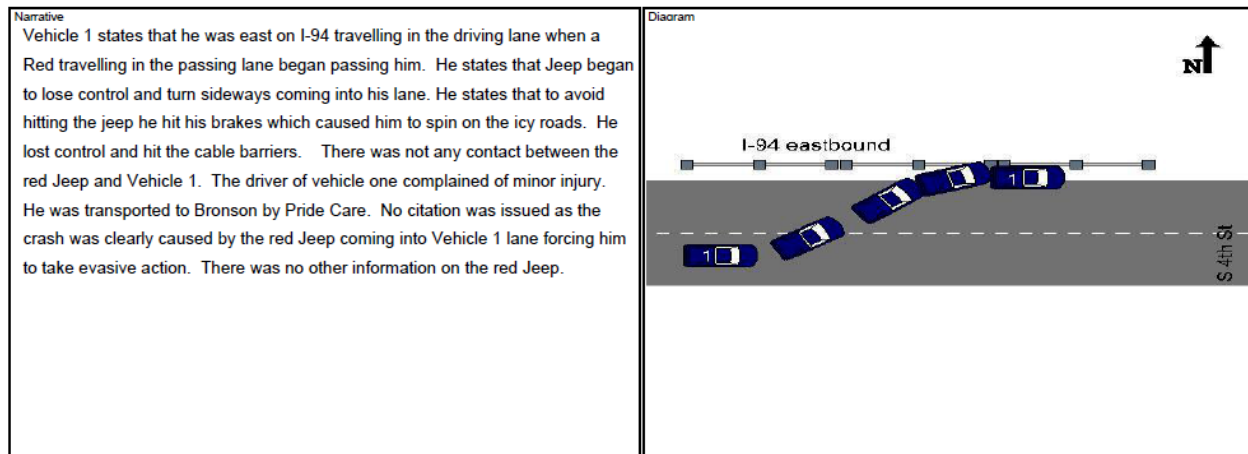 Narrative
Vehicle 1 states that he was east on I-94 travelling in the driving lane when a
Red travelling in the passing lane began passing him.  He states that Jeep began
to lose control and turn sideways coming into his lane. He states that to avoid
hitting the jeep he hit his brakes which caused him to spin on the icy roads.  He
lost control and hit the cable barriers.    There was not any contact between the
red Jeep and Vehicle 1.  The driver of vehicle one complained of minor injury.
He was transported to Bronson by Pride Care.  No citation was issued as the
crash was clearly caused by the red Jeep coming into Vehicle 1 lane forcing him
to take evasive action.  There was no other information on the red Jeep.
Diagram
N
I-94 eastbound
1
1
S 4th St